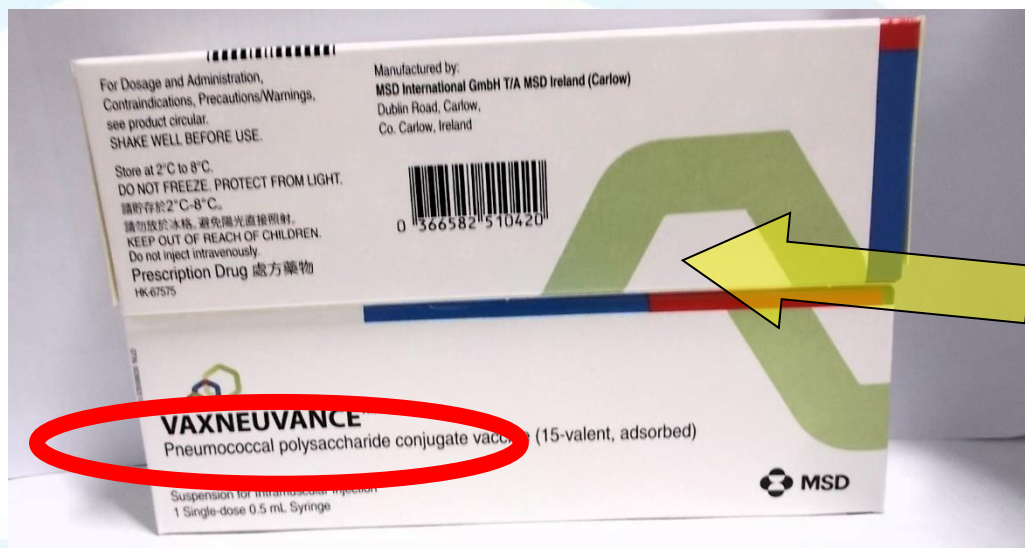 For Dosage and Administration,
Contraindications, Precautions/Warnings,
see product circular.
SHAKE WELL BEFORE USE.
Store at 2°C to 8°C.
DO NOT FREEZE. PROTECT FROM LIGHT.
請貯存於2°C-8°C。
請勿放於冰格, 避免陽光直接照射。
KEEP OUT OF REACH OF CHILDREN.
Do not inject intravenously.
Prescription Drug 處方藥物
HK-67575
Manufactured by:
MSD International GmbH T/A MSD Ireland (Carlow)
Dublin Road, Carlow,
Co. Carlow, Ireland
0 366582 510420
VAXNEUVANCE
Pneumococcal polysaccharide conjugate vaccine (15-valent, adsorbed)
Suspension for Intramuscular Injection
1 Single-dose 0.5 mL Syringe
MSD